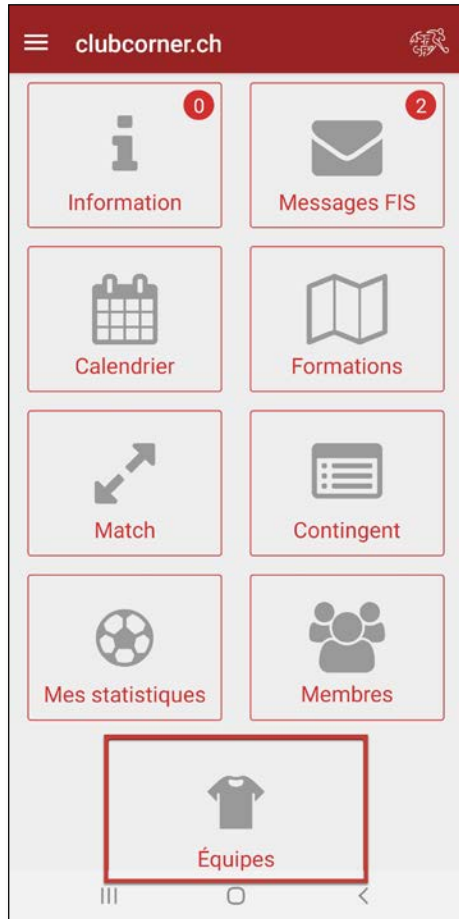 clubcorner.ch
0
2
Information
Messages FIS
Calendrier
Formations
Match
Contingent
Mes statistiques
Membres
Équipes